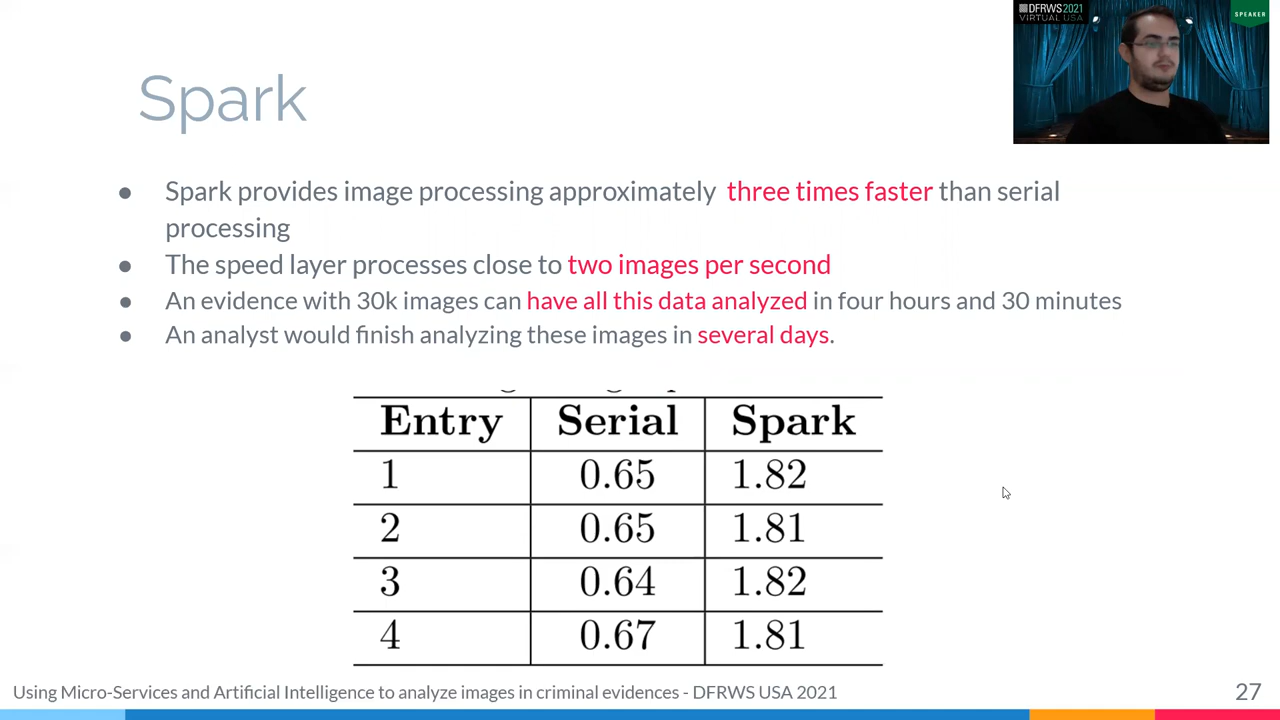 DFRWS2021
VIRTUAL USA
SPEAKER
Spark
● Spark provides image processing approximately three times faster than serial
processing
● The speed layer processes close to two images per second
● An evidence with 30k images can have all this data analyzed in four hours and 30 minutes
● An analyst would finish analyzing these images in several days.
Entry Serial Spark
1 0.65 1.82
2 0.65 1.81
3 0.64 1.82
4 0.67 1.81
Using Micro-Services and Artificial Intelligence to analyze images in criminal evidences - DFRWS USA 2021
27